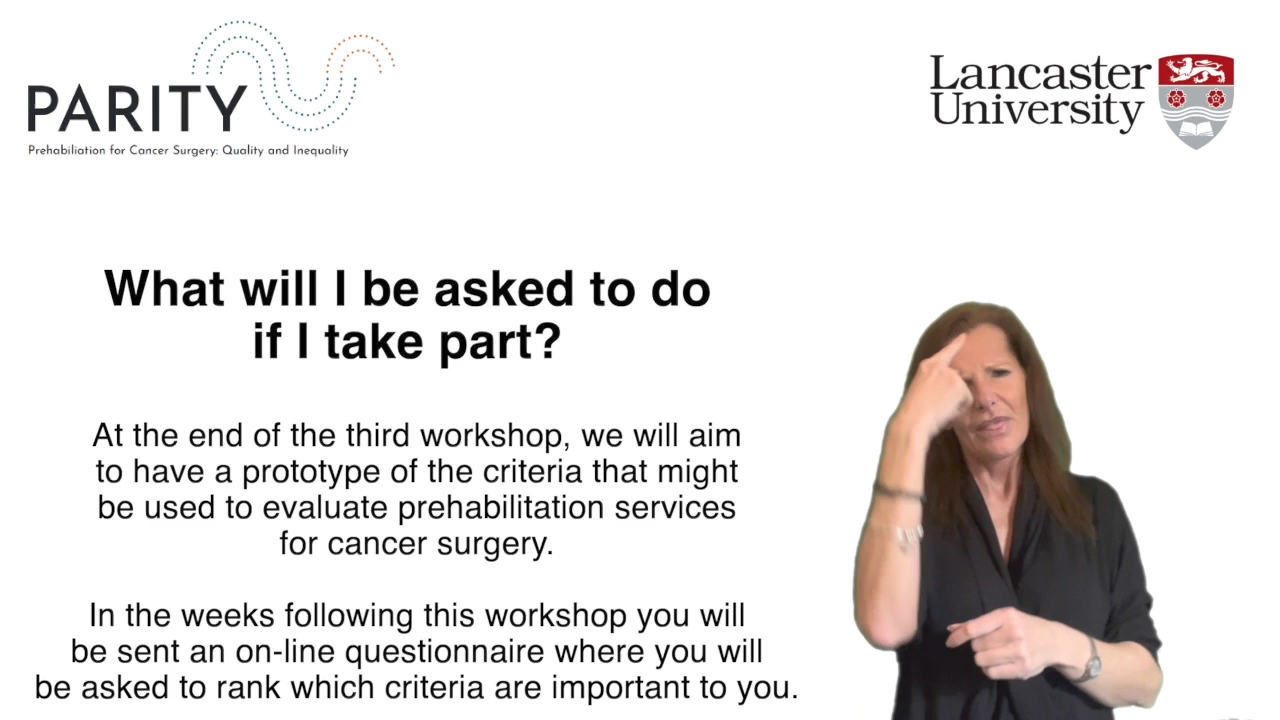 PARITY
Prehabiliation for Cancer Surgery: Quality and Inequality
Lancaster
University
What will I be asked to do
if I take part?
At the end of the third workshop, we will aim
to have a prototype of the criteria that might
be used to evaluate prehabilitation services
for cancer surgery.
In the weeks following this workshop you will
be sent an on-line questionnaire where you will
be asked to rank which criteria are important to you.